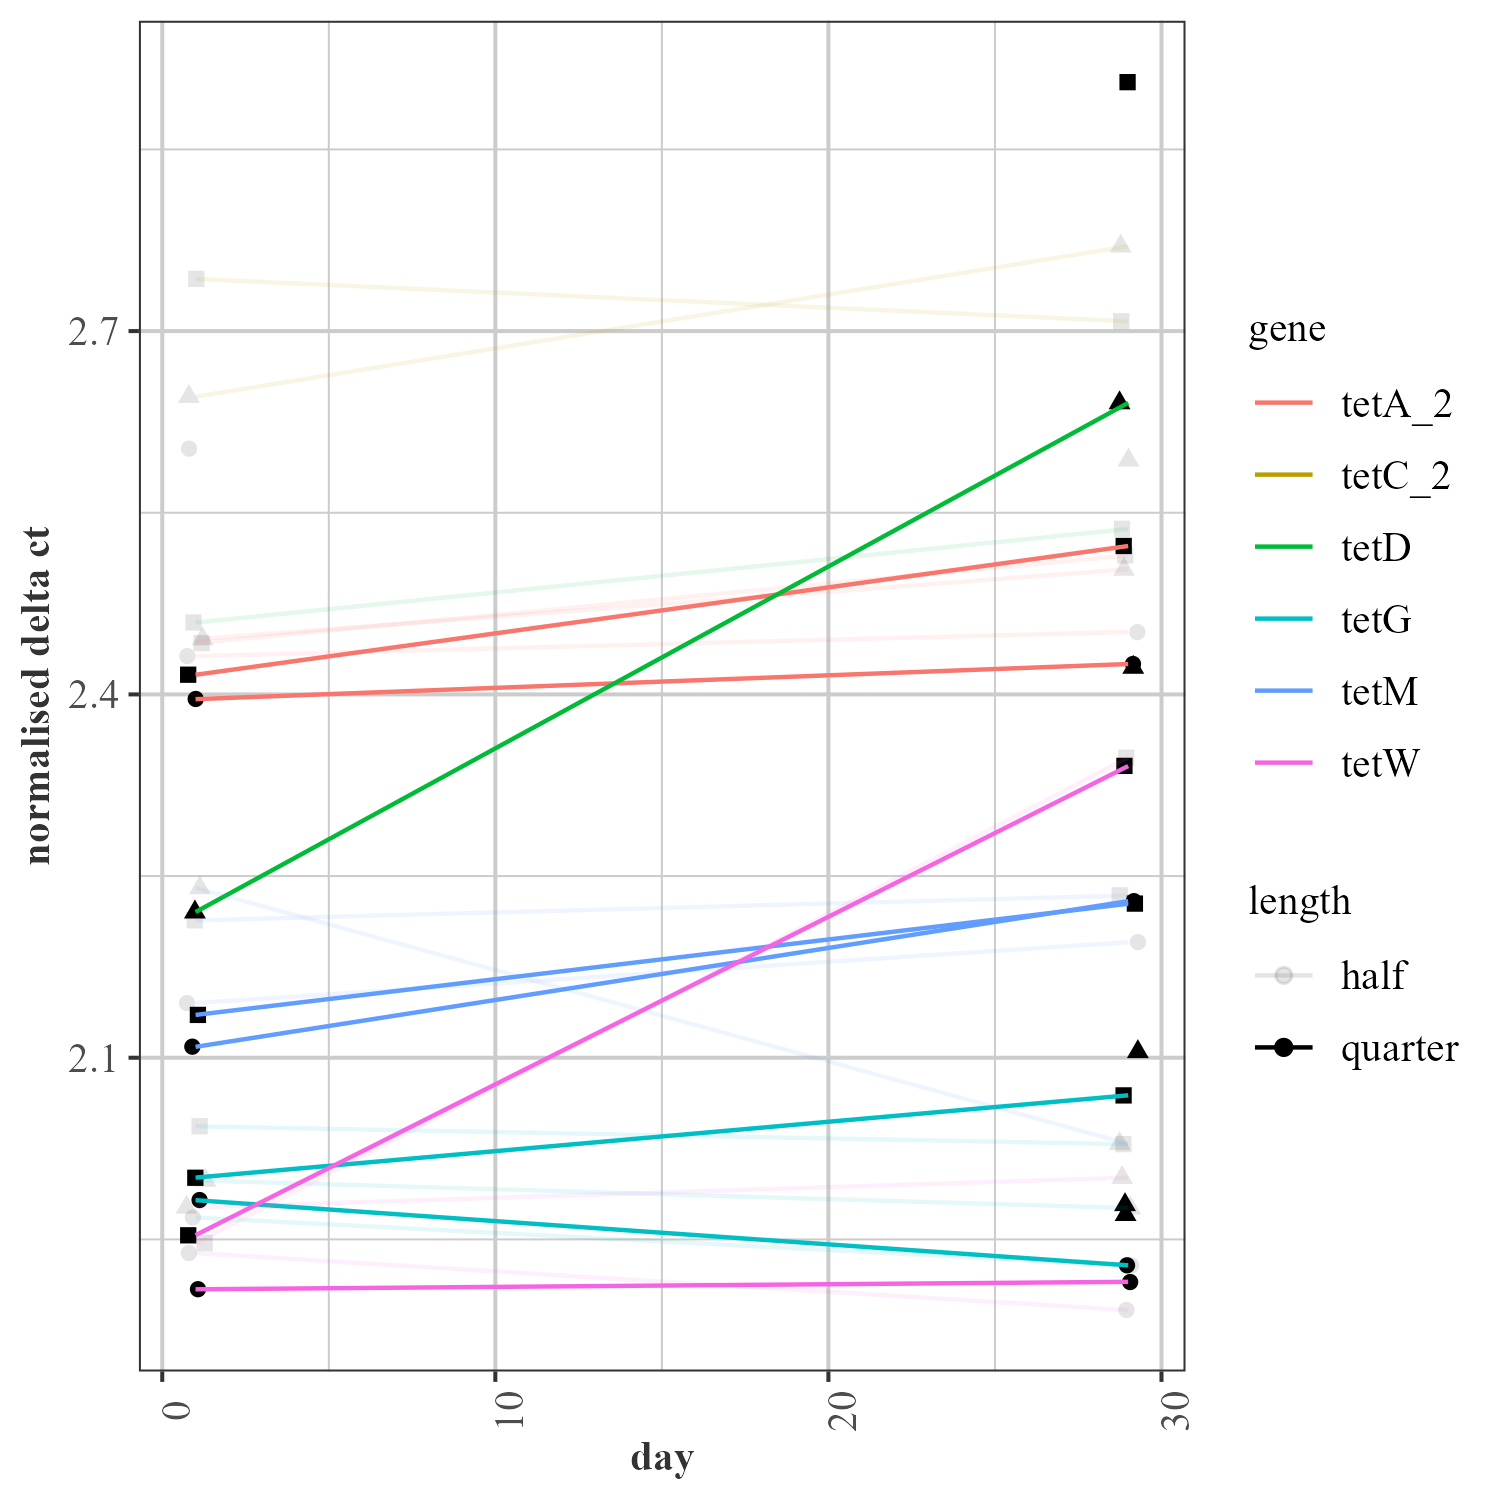 normalised delta ct
2.7
2.4
2.1
0
10
20
30
day
gene
tetA_2
tetC_2
tetD
tetG
tetM
tetW
length
half
quarter